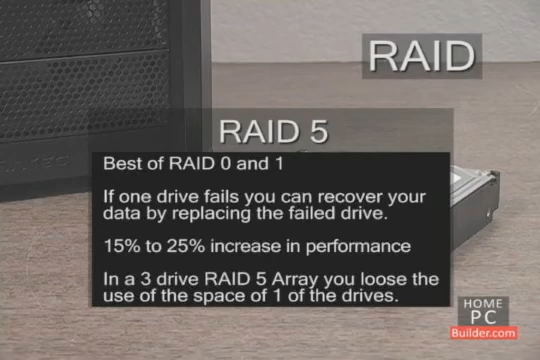 RAID
RAID 5
Best of RAID 0 and 1
If one drive fails you can recover your
data by replacing the failed drive.
15% to 25% increase in performance
In a 3 drive RAID 5 Array you loose the
use of the space of 1 of the drives.
HOME
PC
Builder.com